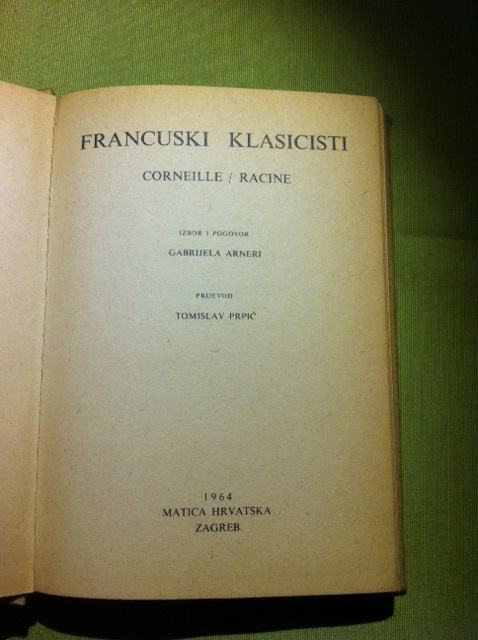 FRANCUSKI KLASICISTI
CORNEILLE / RACINE
IZBOR I POGOVOR
GABRIJELA ARNERI
PRIJEVOD
TOMISLAV PRPIĆ
1964
MATICA HRVATSKA
ZAGREB